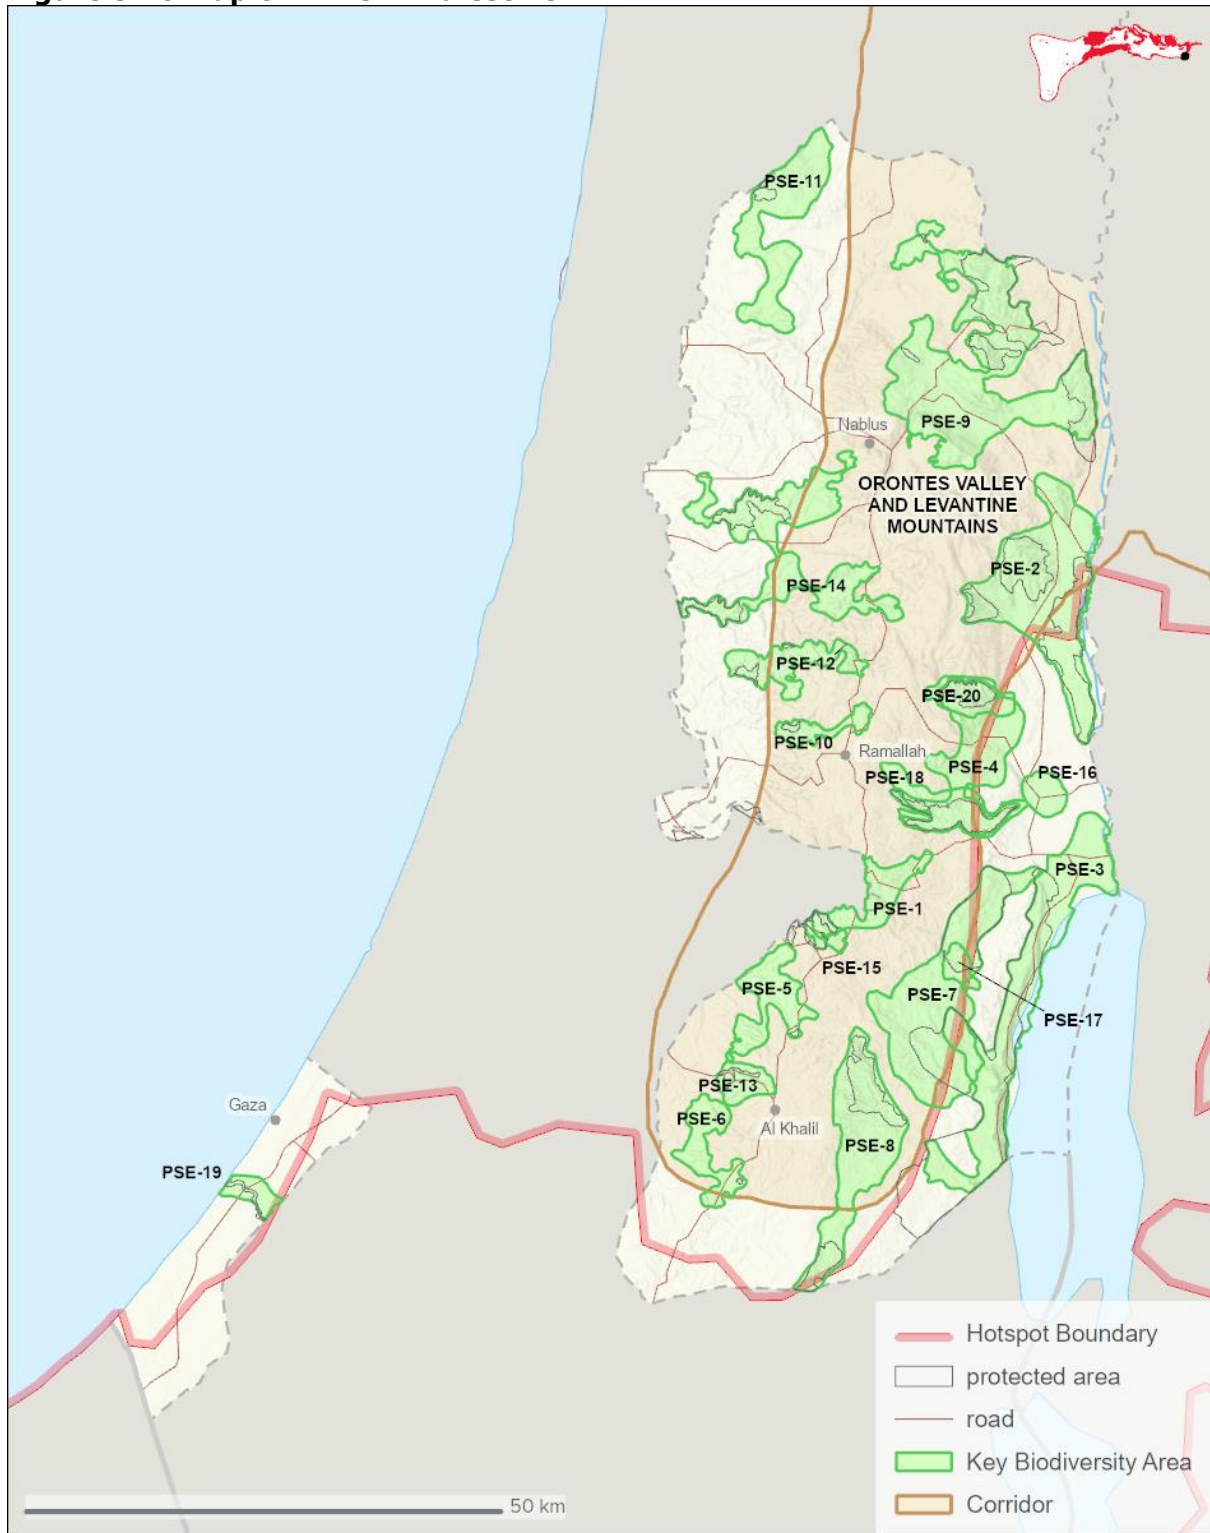 PSE-11
PSE-9
Nablus
ORONTES VALLEY
AND LEVANTINE
MOUNTAINS
PSE-2
PSE-14
PSE-12
PSE-20
PSE-10
Ramallah
PSE-4
PSE-18
PSE-16
PSE-3
PSE-1
PSE-15
PSE-5
PSE-7
PSE-17
PSE-13
PSE-6
Gaza
Al Khalil
PSE-8
PSE-19
Hotspot Boundary
protected area
road
Key Biodiversity Area
Corridor
50 km